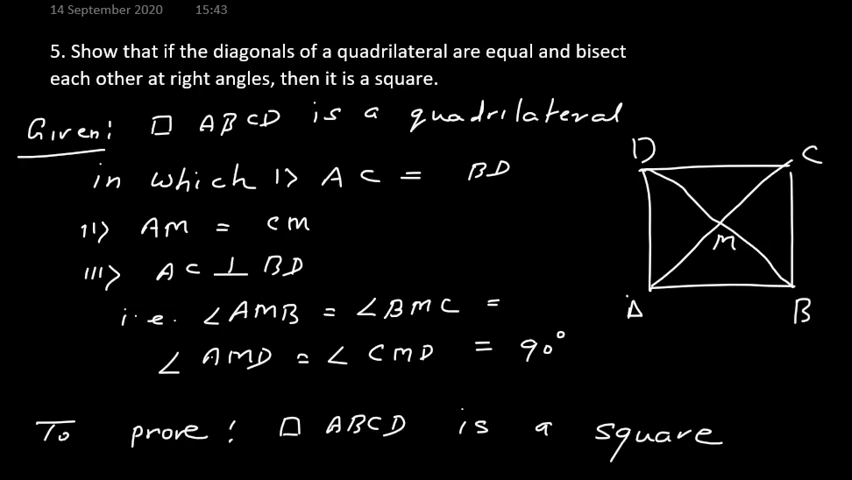 14 September 2020 15:43
5. Show that if the diagonals of a quadrilateral are equal and bisect
each other at right angles, then it is a square.
Given: □ ABCD is a quadrilateral
in which i> AC = BD
ii> AM = CM
iii> AC ⊥ BD
i.e. ∠AMB = ∠BMC =
∠ AMD = ∠ CMD = 90°
To prove: □ ABCD is a square
D C
M
A B